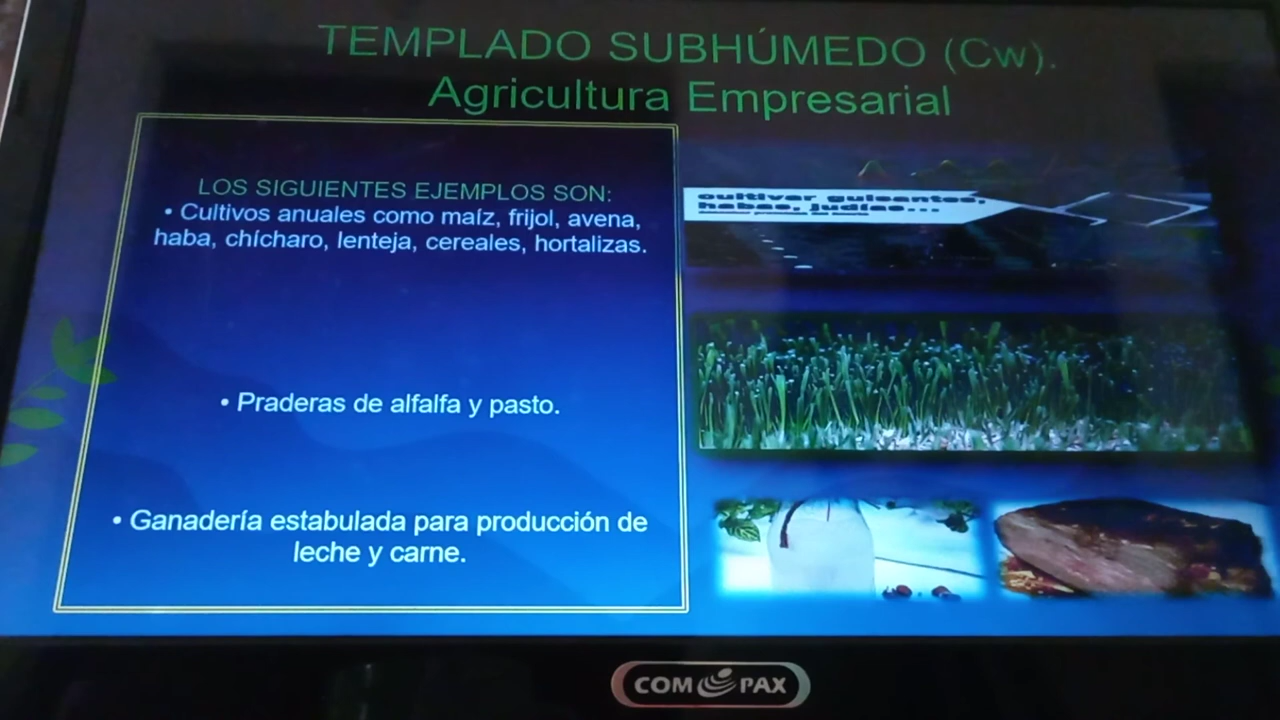 TEMPLADO SUBHÚMEDO (Cw).
Agricultura Empresarial
LOS SIGUIENTES EJEMPLOS SON:
• Cultivos anuales como maíz, frijol, avena,
haba, chícharo, lenteja, cereales, hortalizas.
• Praderas de alfalfa y pasto.
• Ganadería estabulada para producción de
leche y carne.
cultivar guisantes,
habas, judías...
COMPAX